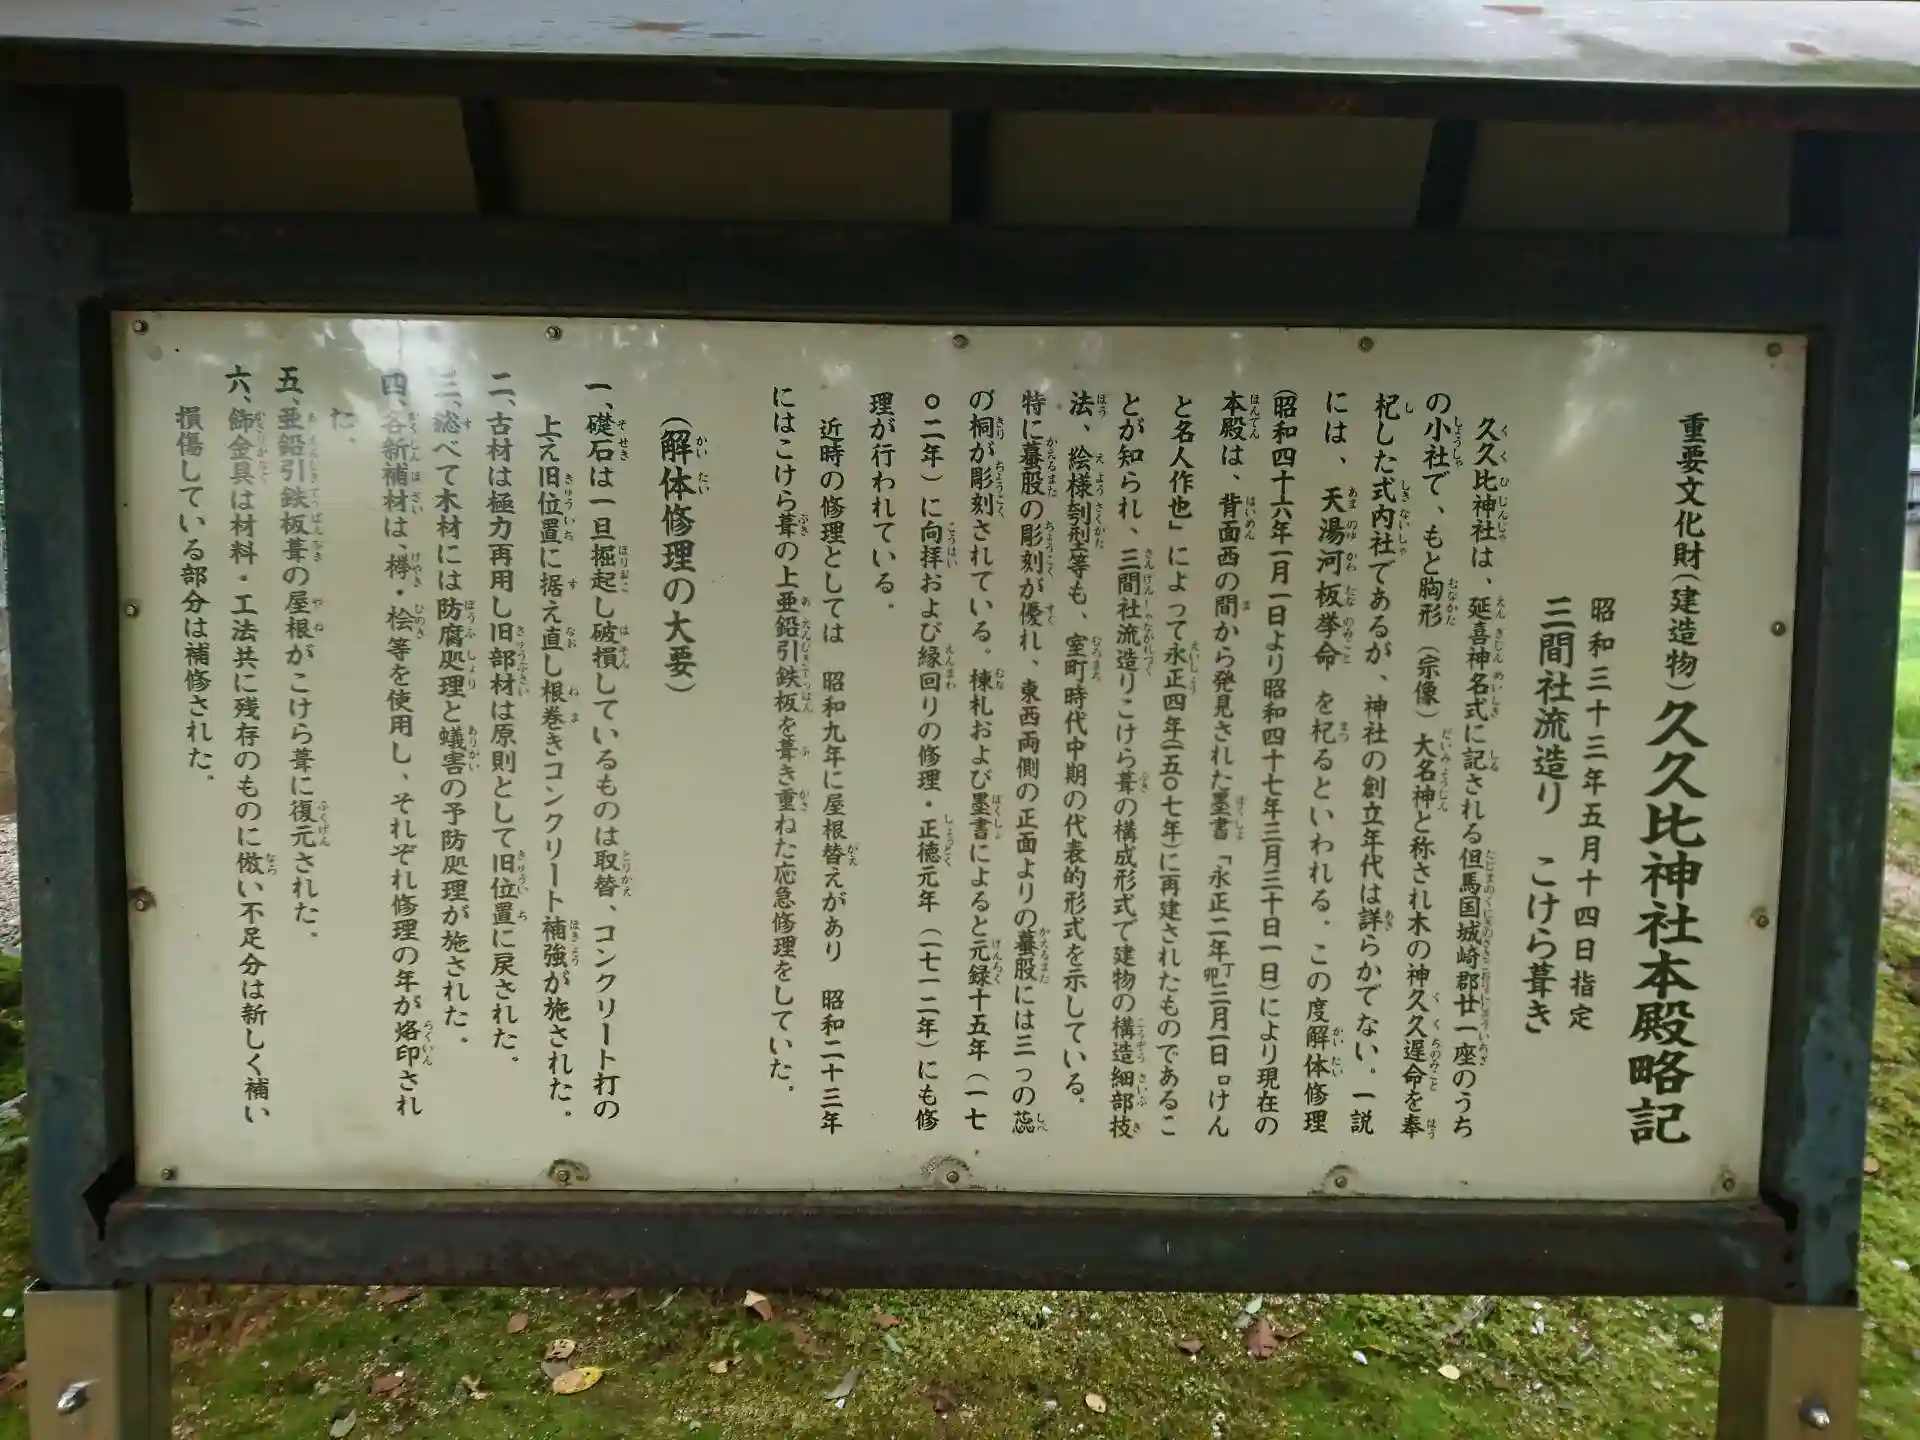 重要文化財(建造物)久久比神社本殿略記
昭和三十三年五月十四日指定
三間社流造り　こけら葺き
久久比神社は、延喜神名式に記される但馬国城崎郡廿一座のうち
の小社で、もと胸形（宗像）大名神と称され木の神久久遅命を奉
祀した式内社であるが、神社の創立年代は詳らかでない。一説
には、天湯河板挙命を祀るといわれる。この度解体修理
(昭和四十六年一月一日より昭和四十七年三月三十日一日)により現在の
本殿は、背面西の間から発見された墨書「永正二年丁卯三月一日ロけん
と名人作也」によって永正四年(一五〇七年)に再建されたものであるこ
とが知られ、三間社流造りこけら葺の構成形式で建物の構造細部技
法、絵様刳型等も、室町時代中期の代表的形式を示している。
特に蟇股の彫刻が優れ、東西両側の正面よりの蟇股には三つの蕊
の桐が彫刻されている。棟札および墨書によると元録十五年（一七
〇二年）に向拝および縁回りの修理・正徳元年（一七一二年）にも修
理が行われている。
近時の修理としては　昭和九年に屋根替えがあり　昭和二十三年
にはこけら葺の上亜鉛引鉄板を葺き重ねた応急修理をしていた。
(解体修理の大要)
一、礎石は一旦掘起し破損しているものは取替、コンクリート打の
上え旧位置に据え直し根巻きコンクリート補強が施された。
二、古材は極力再用し旧部材は原則として旧位置に戻された。
三、惣べて木材には防腐処理と蟻害の予防処理が施された。
四、各新補材は、欅・桧等を使用し、それぞれ修理の年が烙印され
た。
五、亜鉛引鉄板葺の屋根がこけら葺に復元された。
六、飾金具は材料・工法共に残存のものに倣い不足分は新しく補い
損傷している部分は補修された。